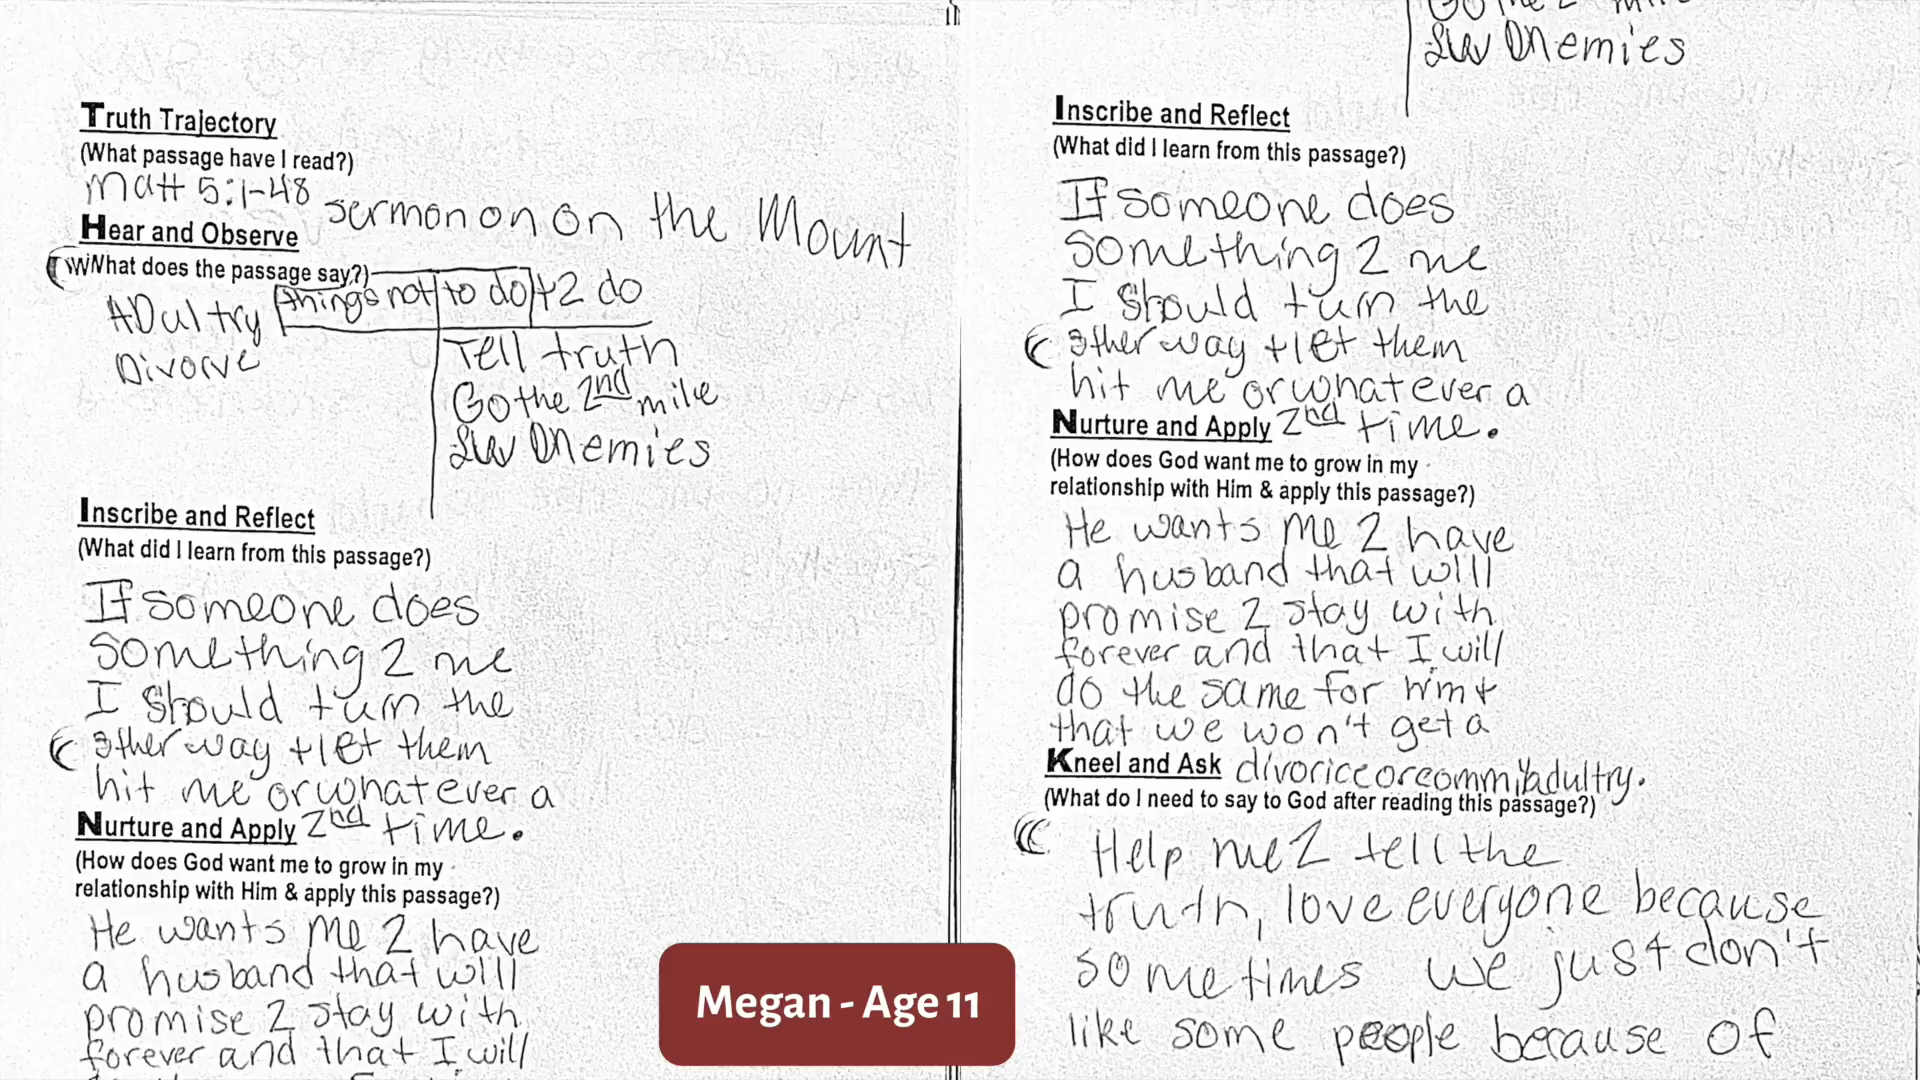 Truth Trajectory
(What passage have I read?)
Matt 5:1-48
sermon on on the Mount
Hear and Observe
(What does the passage say?)
things not to do + 2 do
ADultry
Divorve
Tell truth
Go the 2nd mile
Luv Enemies
Inscribe and Reflect
(What did I learn from this passage?)
If someone does
something 2 me
I should turn the
other way + let them
hit me or whatever a
2nd time.
Nurture and Apply
(How does God want me to grow in my
relationship with Him & apply this passage?)
He wants me 2 have
a husband that will
promise 2 stay with
forever and that I will
Luv Enemies
Inscribe and Reflect
(What did I learn from this passage?)
If someone does
something 2 me
I should turn the
other way + let them
hit me or whatever a
2nd time.
Nurture and Apply
(How does God want me to grow in my
relationship with Him & apply this passage?)
He wants me 2 have
a husband that will
promise 2 stay with
forever and that I will
do the same for him +
that we won't get a
divorice or commit adultry.
Kneel and Ask
(What do I need to say to God after reading this passage?)
Help me 2 tell the
truth, love everyone because
sometimes we just don't
like some people because of
Megan - Age 11